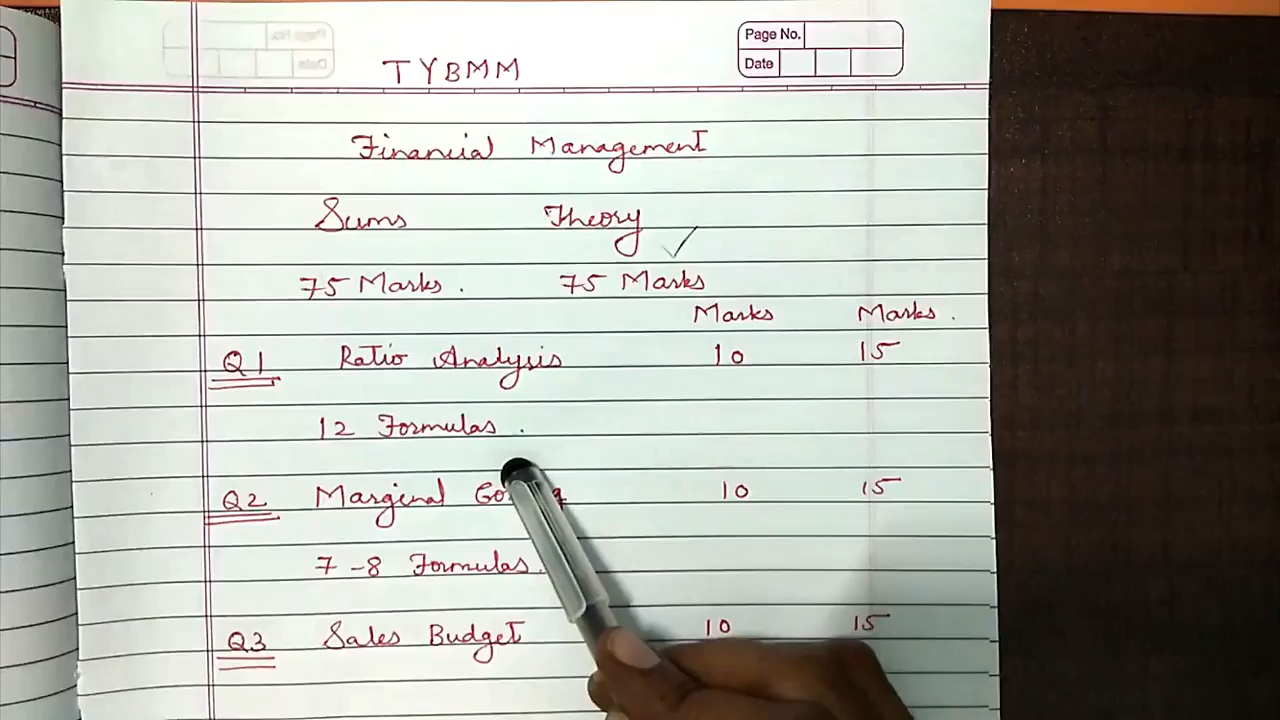 Page No.
Date
TYBMM
Financial Management
Sums Theory ✓
75 Marks. 75 Marks
Marks Marks.
Q1 Ratio Analysis 10 15
12 Formulas.
Q2 Marginal 10 15
7-8 Formulas.
Q3 Sales Budget 10 15